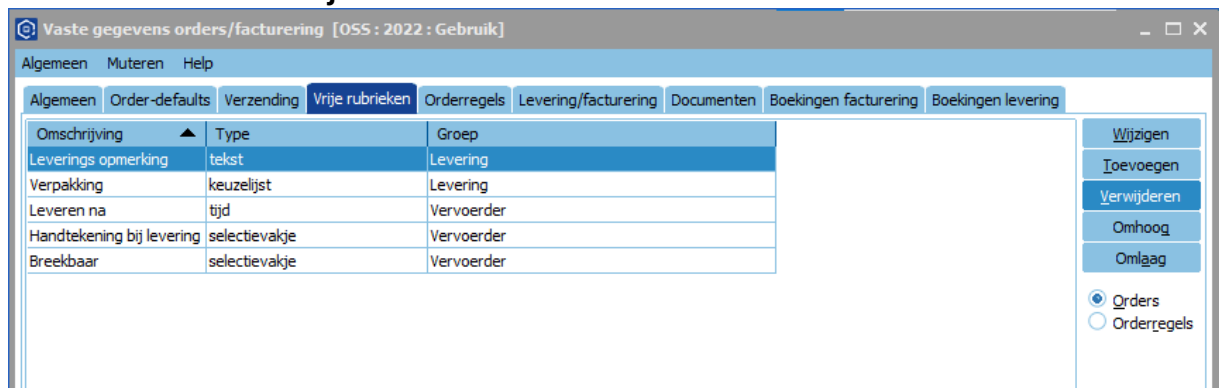 Vaste gegevens orders/facturering [OSS : 2022 : Gebruik]
Algemeen Muteren Help
Algemeen Order-defaults Verzending Vrije rubrieken Orderregels Levering/facturering Documenten Boekingen facturering Boekingen levering
Omschrijving Type Groep
Leverings opmerking tekst Levering
Verpakking keuzelijst Levering
Leveren na tijd Vervoerder
Handtekening bij levering selectievakje Vervoerder
Breekbaar selectievakje Vervoerder
Wijzigen
Toevoegen
Verwijderen
Omhoog
Omlaag
Orders
Orderregels